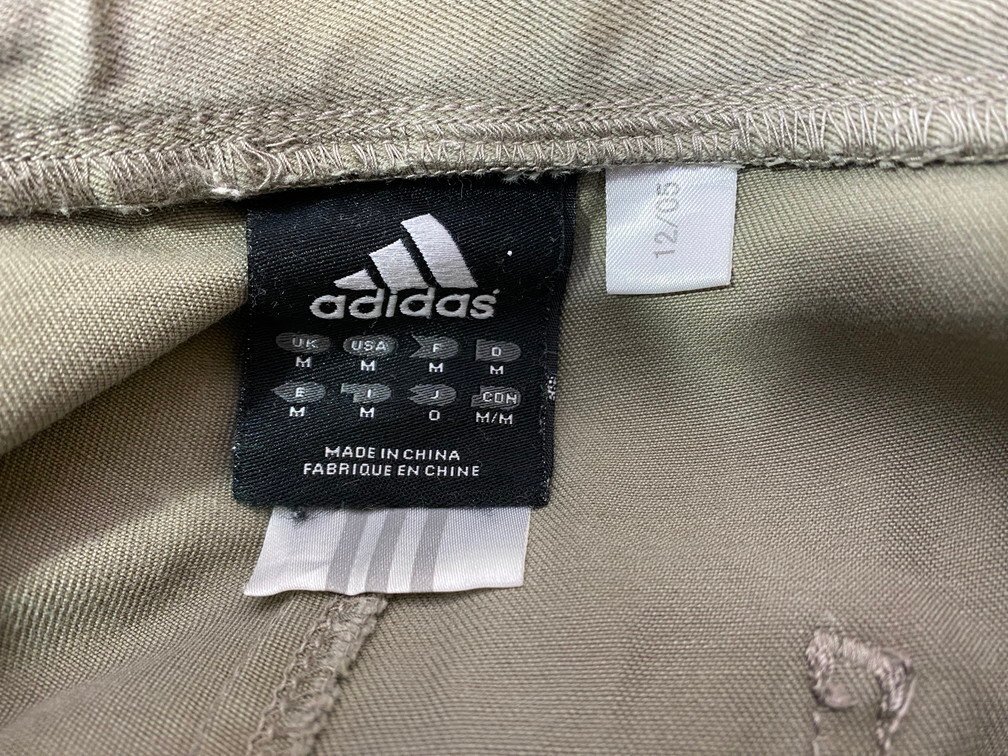 adidas
UK USA F D
M M M M
E I J CDN
M M O M/M
MADE IN CHINA
FABRIQUE EN CHINE
12/05